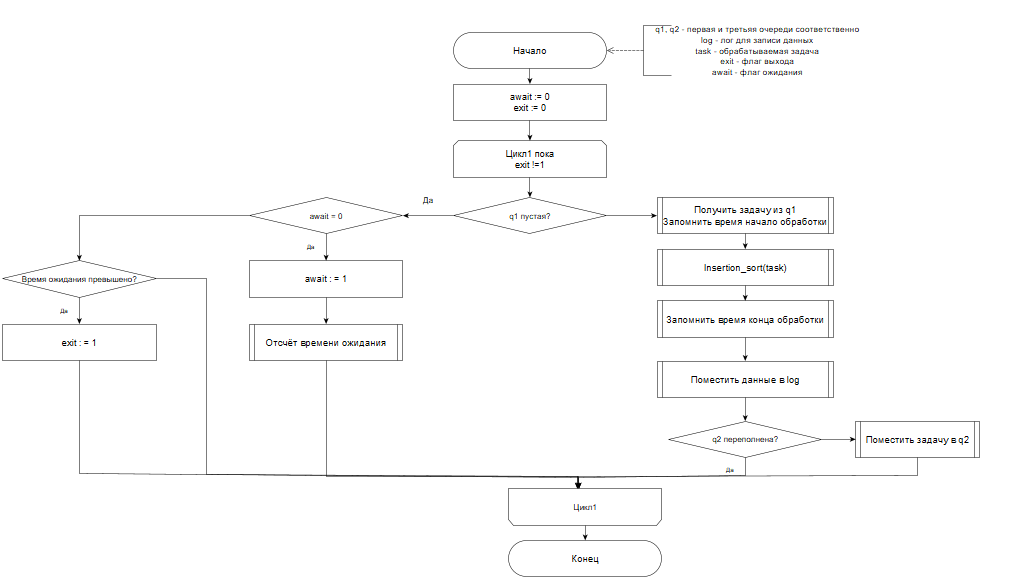 q1, q2 - первая и третьяя очереди соответственно
log - лог для записи данных
task - обрабатываемая задача
exit - флаг выхода
await - флаг ожидания
Начало
await := 0
exit := 0
Цикл1 пока
exit !=1
Да
await = 0
q1 пустая?
Получить задачу из q1
Запомнить время начало обработки
Да
Время ожидания превышено?
await : = 1
Insertion_sort(task)
Да
exit : = 1
Отсчёт времени ожидания
Запомнить время конца обработки
Поместить данные в log
q2 переполнена?
Поместить задачу в q2
Да
Цикл1
Конец